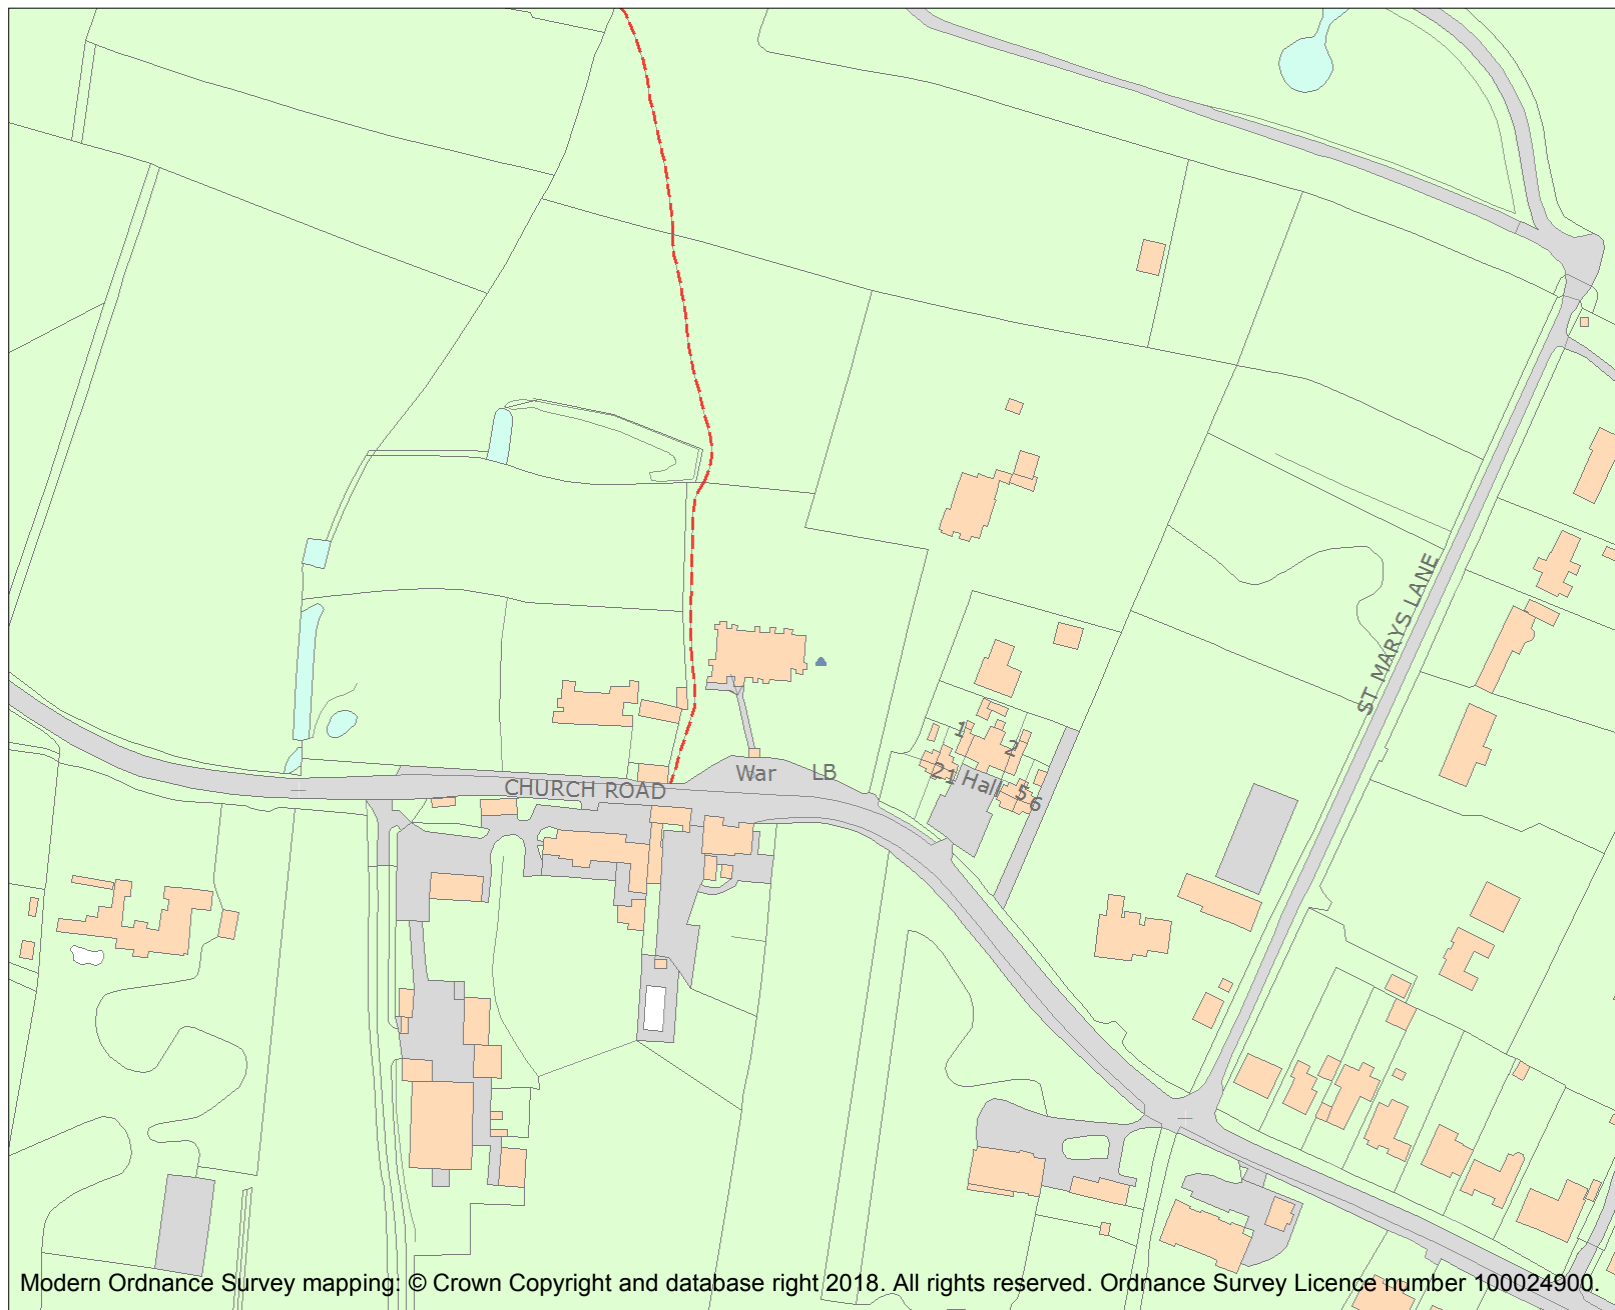 ST MARYS LANE
1
2
War
LB
21
Hall
5
6
CHURCH ROAD
Modern Ordnance Survey mapping: © Crown Copyright and database right 2018. All rights reserved. Ordnance Survey Licence number 100024900.